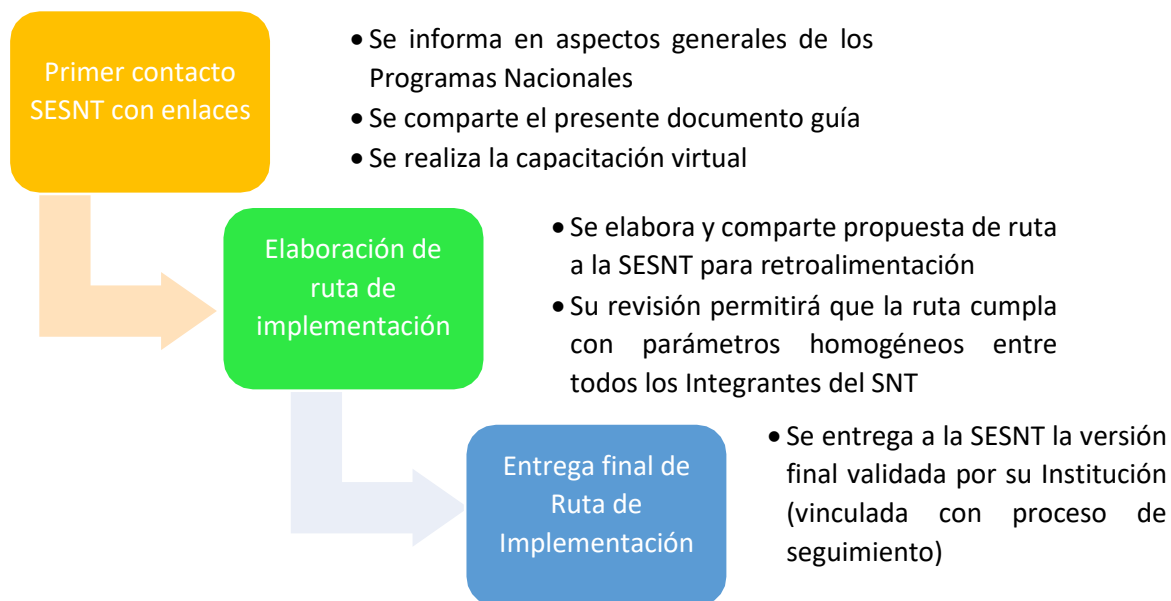 Primer contacto
SESNT con enlaces
• Se informa en aspectos generales de los
Programas Nacionales
• Se comparte el presente documento guía
• Se realiza la capacitación virtual
Elaboración de
ruta de
implementación
• Se elabora y comparte propuesta de ruta
a la SESNT para retroalimentación
• Su revisión permitirá que la ruta cumpla
con parámetros homogéneos entre
todos los Integrantes del SNT
Entrega final de
Ruta de
Implementación
• Se entrega a la SESNT la versión
final validada por su Institución
(vinculada con proceso de
seguimiento)